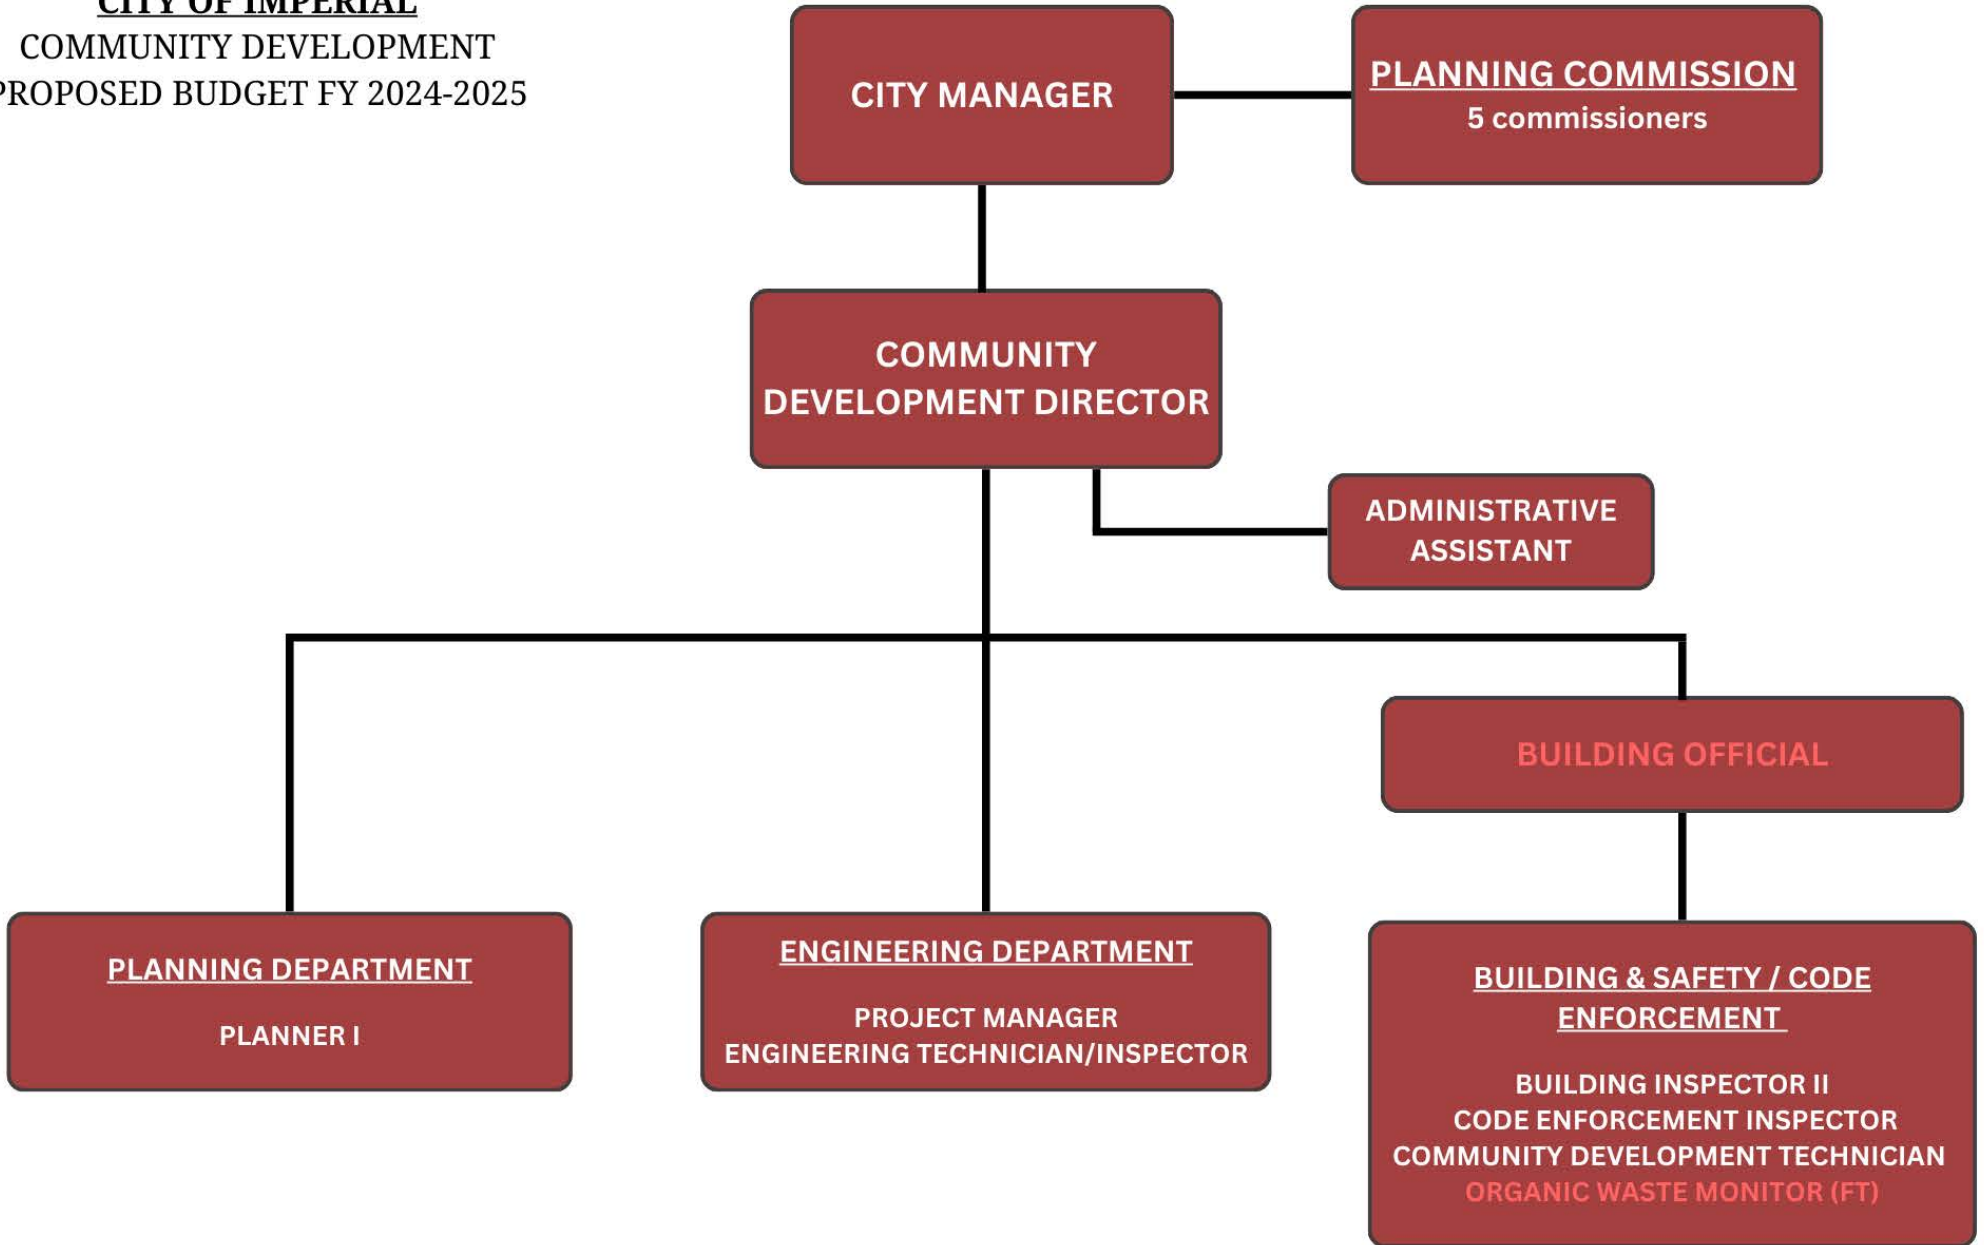 CITY OF IMPERIAL
COMMUNITY DEVELOPMENT
PROPOSED BUDGET FY 2024-2025
CITY MANAGER
PLANNING COMMISSION
5 commissioners
COMMUNITY
DEVELOPMENT DIRECTOR
ADMINISTRATIVE
ASSISTANT
BUILDING OFFICIAL
PLANNING DEPARTMENT
PLANNER I
ENGINEERING DEPARTMENT
PROJECT MANAGER
ENGINEERING TECHNICIAN/INSPECTOR
BUILDING & SAFETY / CODE
ENFORCEMENT
BUILDING INSPECTOR II
CODE ENFORCEMENT INSPECTOR
COMMUNITY DEVELOPMENT TECHNICIAN
ORGANIC WASTE MONITOR (FT)